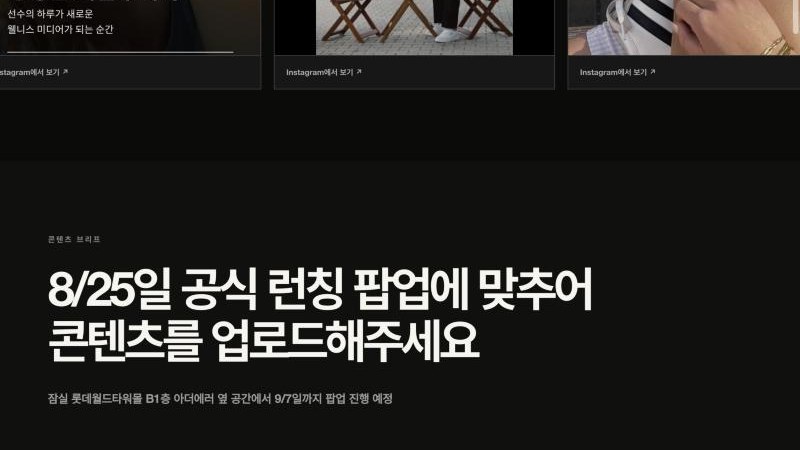 선수의 하루가 새로운
웰니스 미디어가 되는 순간
stagram에서 보기 ↗
Instagram에서 보기 ↗
Instagram에서 보기 ↗
콘텐츠 브리프
8/25일 공식 런칭 팝업에 맞추어
콘텐츠를 업로드해주세요
잠실 롯데월드타워몰 B1층 아더에러 옆 공간에서 9/7일까지 팝업 진행 예정